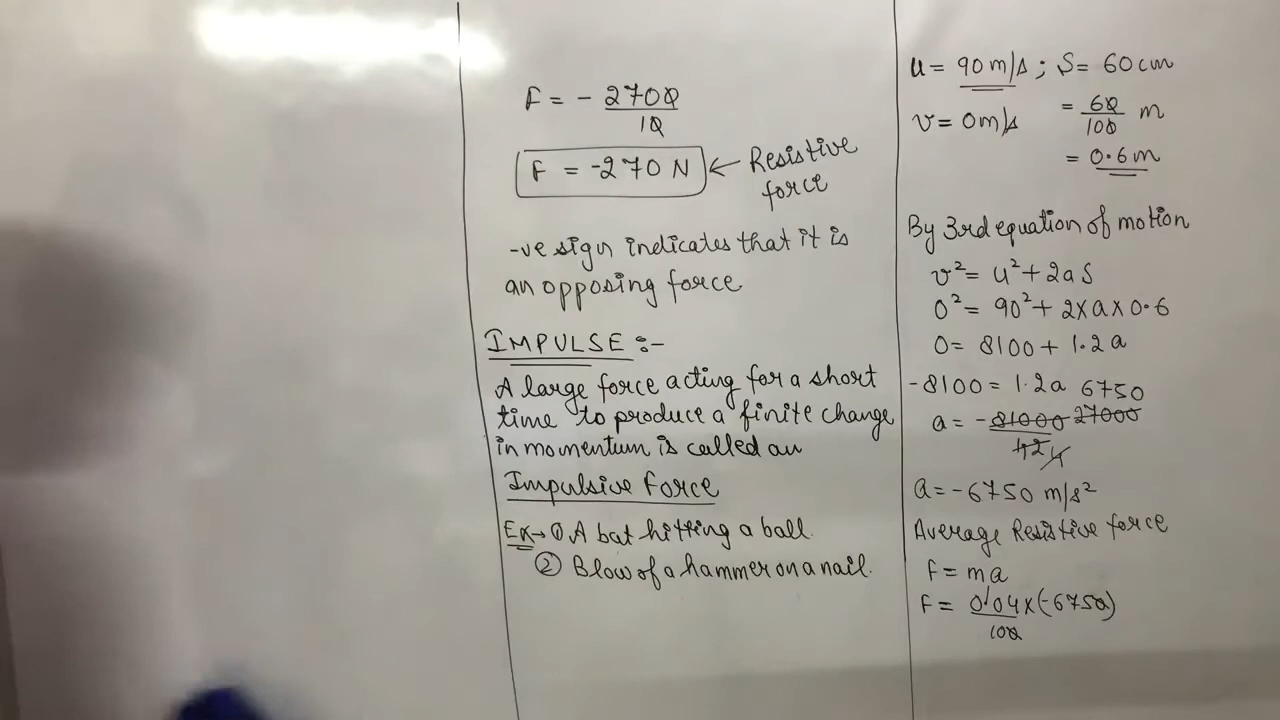 F = - 2700
10
F = -270 N ← Resistive
force
-ve sign indicates that it is
an opposing force
IMPULSE :-
A large force acting for a short
time to produce a finite change
in momentum is called an
Impulsive Force
Ex→ ① A bat hitting a ball.
② Blow of a hammer on a nail.
u = 90 m/s ; S = 60 cm
v = 0 m/s = 60/100 m
= 0.6 m
By 3rd equation of motion
v² = u² + 2aS
0² = 90² + 2×a×0.6
0 = 8100 + 1.2a
-8100 = 1.2a 6750
a = - 81000 27000
12 4
a = -6750 m/s²
Average Resistive force
F = ma
F = 0.04 × (-6750)
100